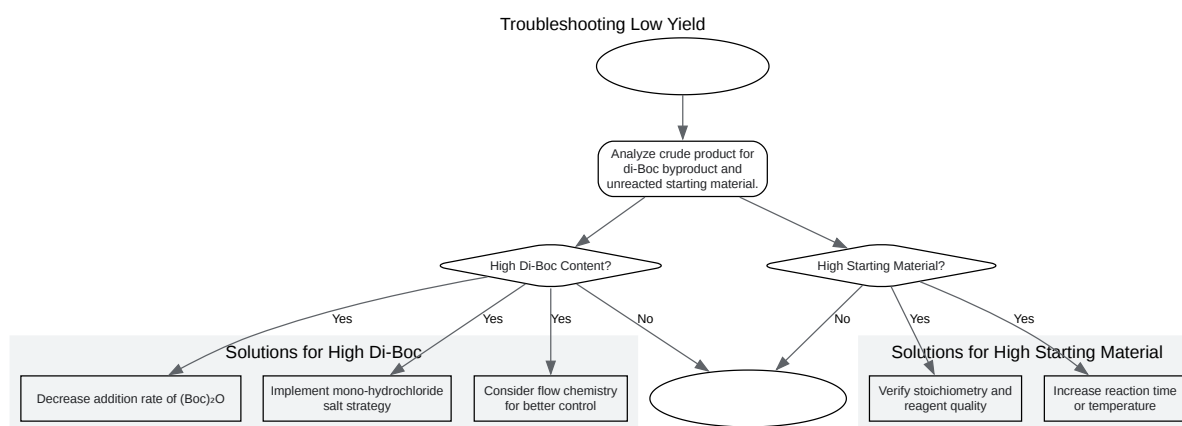 Troubleshooting Low Yield
Analyze crude product for
di-Boc byproduct and
unreacted starting material.
High Di-Boc Content?
High Starting Material?
Yes
Yes
Yes
No
No
Yes
Yes
Solutions for High Di-Boc
Solutions for High Starting Material
Decrease addition rate of (Boc)₂O
Implement mono-hydrochloride
salt strategy
Consider flow chemistry
for better control
Verify stoichiometry and
reagent quality
Increase reaction time
or temperature